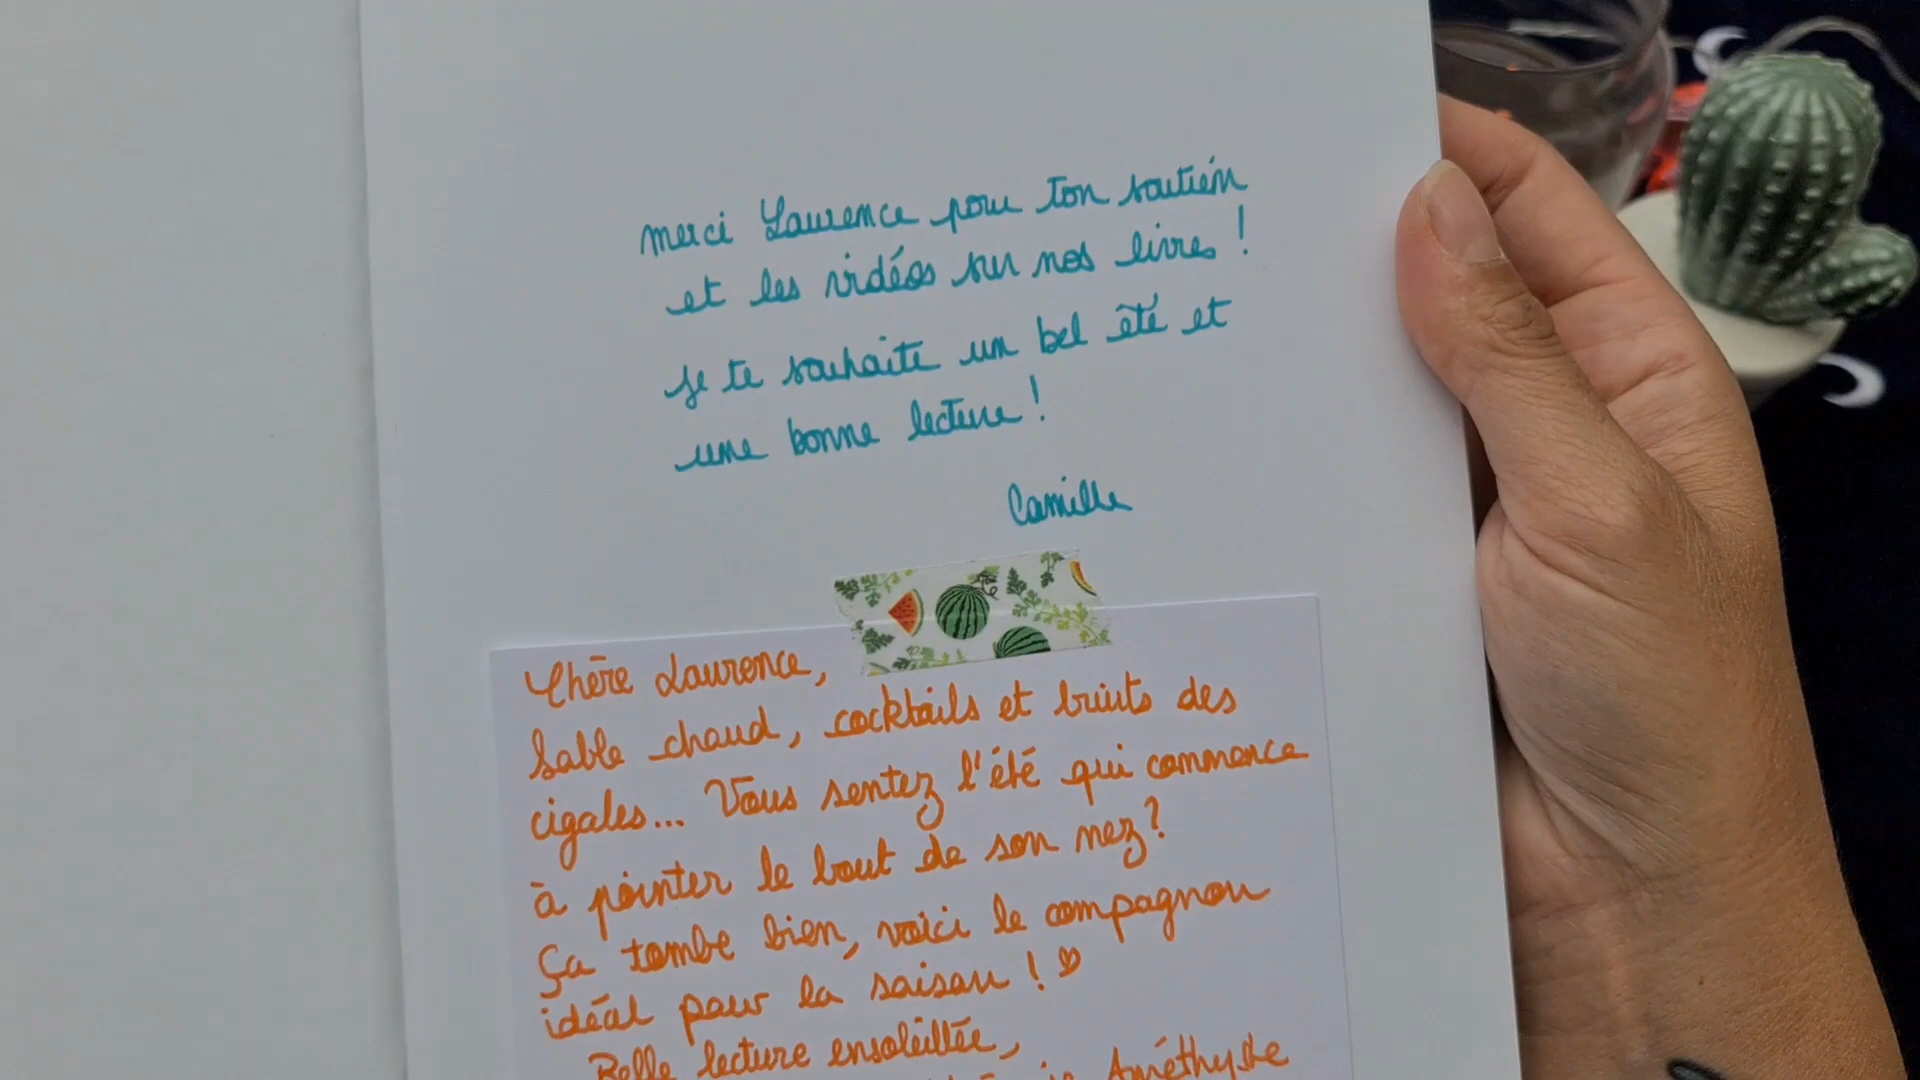 merci Laurence pour ton soutien
et les vidéos sur nos livres !
je te souhaite un bel été et
une bonne lecture !
Camille
Chère Laurence,
Sable chaud, cocktails et bruits des
cigales... Vous sentez l'été qui commence
à pointer le bout de son nez ?
Ça tombe bien, voici le compagnon
idéal pour la saison ! ♡
Belle lecture ensoleillée,
Améthyste